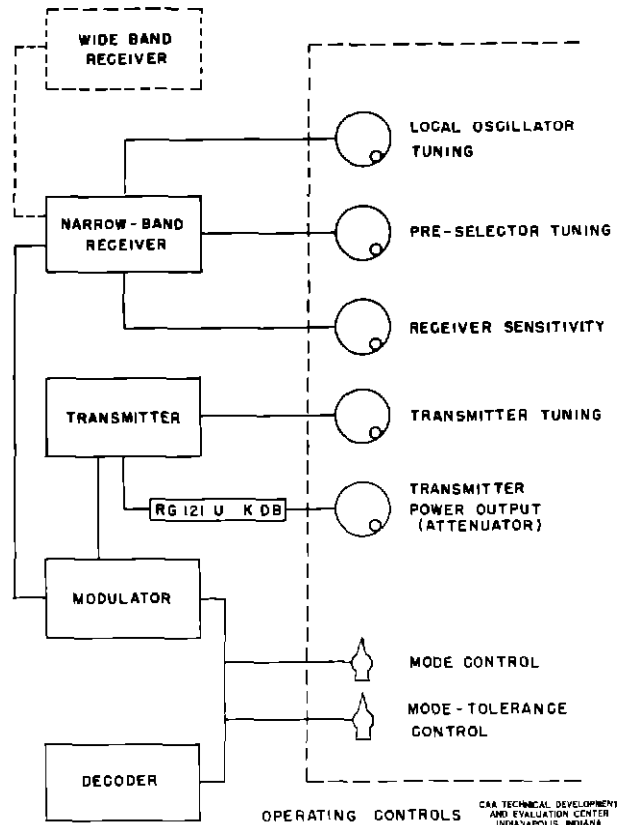 WIDE BAND
RECEIVER
LOCAL OSCILLATOR
TUNING
NARROW-BAND
RECEIVER
PRE-SELECTOR TUNING
RECEIVER SENSITIVITY
TRANSMITTER
TRANSMITTER TUNING
RG 121 U K DB
TRANSMITTER
POWER OUTPUT
(ATTENUATOR)
MODULATOR
MODE CONTROL
MODE-TOLERANCE
CONTROL
DECODER
OPERATING CONTROLS
CAA TECHNICAL DEVELOPMENT
AND EVALUATION CENTER
INDIANAPOLIS, INDIANA